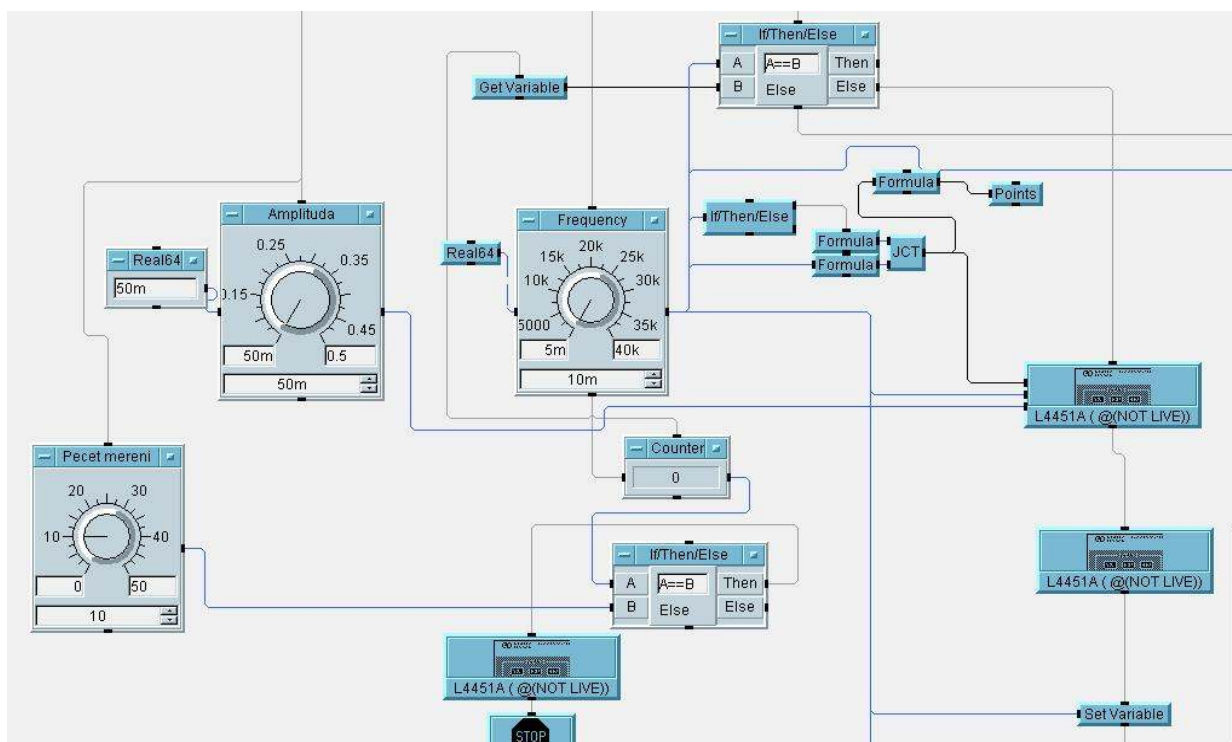 If/Then/Else
A
A==B
Then
B
Else
Else
Get Variable
Formula
Points
Amplituda
Frequency
If/Then/Else
Real64
50m
0.25
0.35
0.15
0.45
50m
0.5
50m
Real64
20k
15k
25k
10k
30k
5000
35k
5m
40k
10m
Formula
Formula
JCT
L4451A ( @(NOT LIVE))
Pecet mereni
20
30
10
40
0
50
10
Counter
0
If/Then/Else
A
A==B
Then
B
Else
Else
L4451A ( @(NOT LIVE))
L4451A ( @(NOT LIVE))
STOP
Set Variable